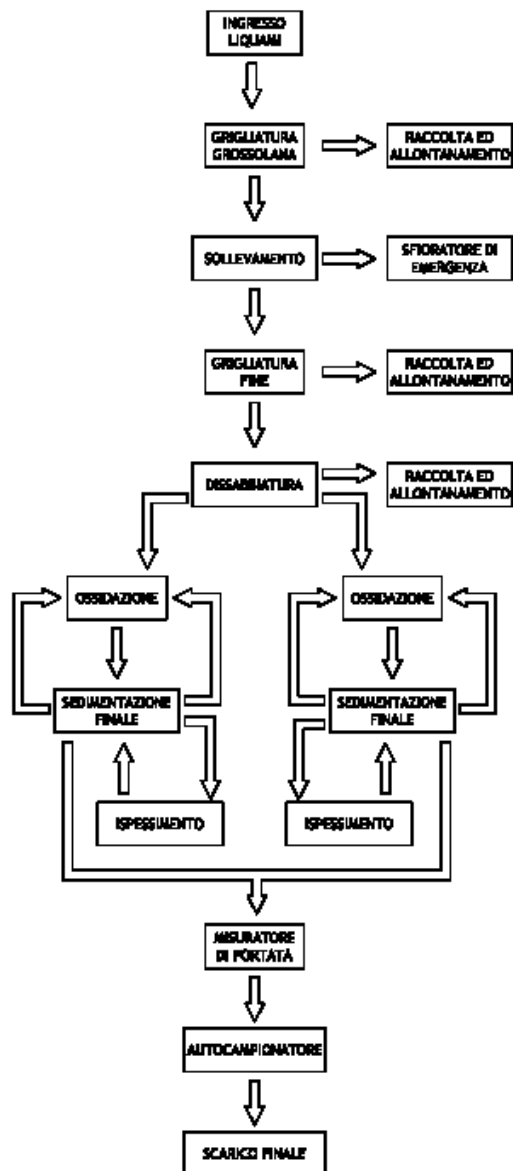 INGRESSO
LIQUAMI
GRIGLIATURA
GROSSOLANA
RACCOLTA ED
ALLONTANAMENTO
SOLLEVAMENTO
SFIORATORE DI
EMERGENZA
GRIGLIATURA
FINE
RACCOLTA ED
ALLONTANAMENTO
DISSABBIATURA
RACCOLTA ED
ALLONTANAMENTO
OSSIDAZIONE
OSSIDAZIONE
SEDIMENTAZIONE
FINALE
SEDIMENTAZIONE
FINALE
ISPESSIMENTO
ISPESSIMENTO
MISURATORE
DI PORTATA
AUTOCAMPIONATORE
SCARICO FINALE